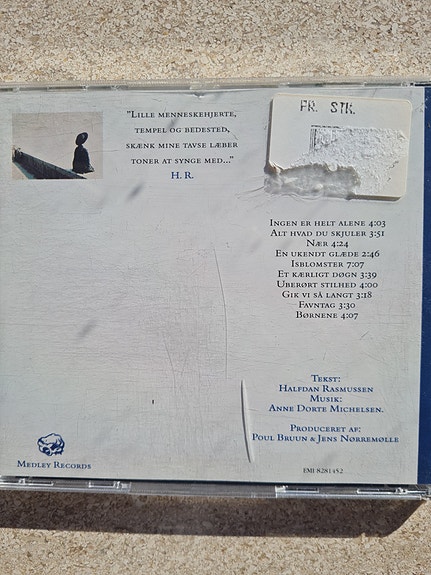 "Lille menneskehjerte,
tempel og bedested,
skænk mine tavse læber
toner at synge med..."
H. R.
PR. STK.
Ingen er helt alene 4:03
Alt hvad du skjuler 3:51
Nær 4:24
En ukendt glæde 2:46
Isblomster 7:07
Et kærligt døgn 3:39
Uberørt stilhed 4:00
Gik vi så langt 3:18
Favntag 3:30
Børnene 4:07
Tekst:
Halfdan Rasmussen
Musik:
Anne Dorte Michelsen.
Produceret af:
Poul Bruun & Jens Nørremølle
Medley Records
EMI 8281452